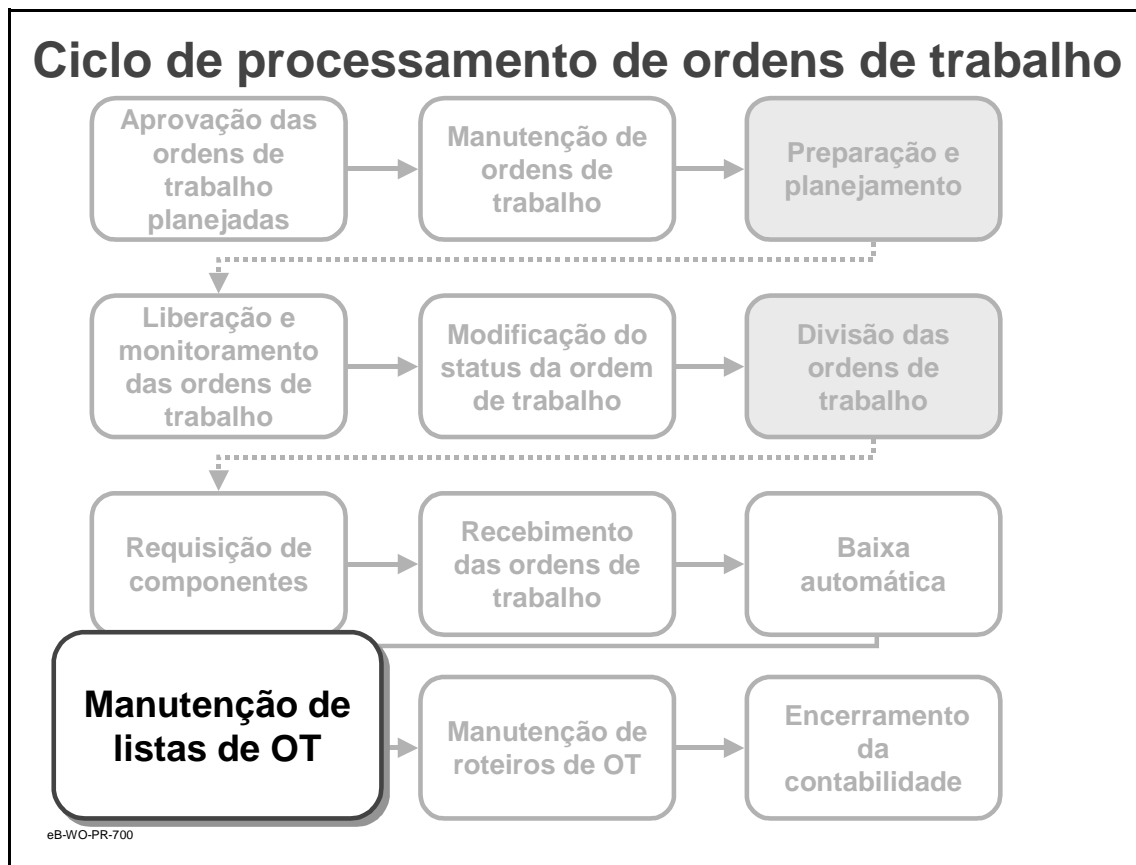 Ciclo de processamento de ordens de trabalho
Aprovação das
ordens de
trabalho
planejadas
Manutenção de
ordens de
trabalho
Preparação e
planejamento
Liberação e
monitoramento
das ordens de
trabalho
Modificação do
status da ordem
de trabalho
Divisão das
ordens de
trabalho
Requisição de
componentes
Recebimento
das ordens de
trabalho
Baixa
automática
Manutenção de
listas de OT
Manutenção de
roteiros de OT
Encerramento
da
contabilidade
eB-WO-PR-700